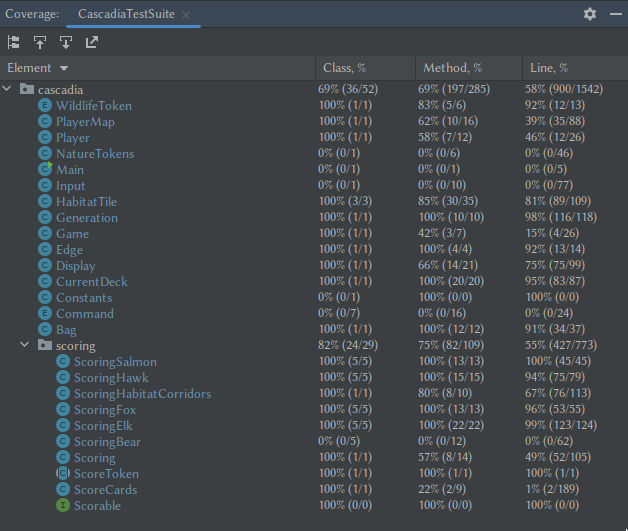 Coverage: CascadiaTestSuite
Element Class, % Method, % Line, %
cascadia 69% (36/52) 69% (197/285) 58% (900/1542)
WildlifeToken 100% (1/1) 83% (5/6) 92% (12/13)
PlayerMap 100% (1/1) 62% (10/16) 39% (35/88)
Player 100% (1/1) 58% (7/12) 46% (12/26)
NatureTokens 0% (0/1) 0% (0/6) 0% (0/46)
Main 0% (0/1) 0% (0/1) 0% (0/5)
Input 0% (0/1) 0% (0/10) 0% (0/77)
HabitatTile 100% (3/3) 85% (30/35) 81% (89/109)
Generation 100% (1/1) 100% (10/10) 98% (116/118)
Game 100% (1/1) 42% (3/7) 15% (4/26)
Edge 100% (1/1) 100% (4/4) 92% (13/14)
Display 100% (1/1) 66% (14/21) 75% (75/99)
CurrentDeck 100% (1/1) 100% (20/20) 95% (83/87)
Constants 0% (0/1) 100% (0/0) 100% (0/0)
Command 0% (0/7) 0% (0/16) 0% (0/24)
Bag 100% (1/1) 100% (12/12) 91% (34/37)
scoring 82% (24/29) 75% (82/109) 55% (427/773)
ScoringSalmon 100% (5/5) 100% (13/13) 100% (45/45)
ScoringHawk 100% (5/5) 100% (15/15) 94% (75/79)
ScoringHabitatCorridors 100% (1/1) 80% (8/10) 67% (76/113)
ScoringFox 100% (5/5) 100% (13/13) 96% (53/55)
ScoringElk 100% (5/5) 100% (22/22) 99% (123/124)
ScoringBear 0% (0/5) 0% (0/12) 0% (0/62)
Scoring 100% (1/1) 57% (8/14) 49% (52/105)
ScoreToken 100% (1/1) 100% (1/1) 100% (1/1)
ScoreCards 100% (1/1) 22% (2/9) 1% (2/189)
Scorable 100% (0/0) 100% (0/0) 100% (0/0)